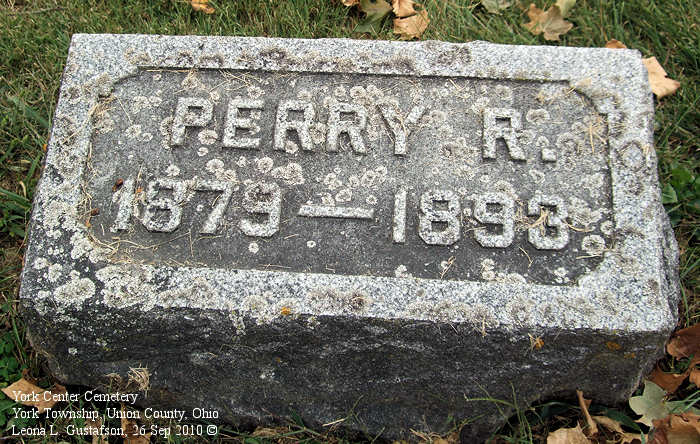 PERRY R.
1879 — 1893
York Center Cemetery
York Township, Union County, Ohio
Leona L. Gustafson, 26 Sep 2010 ©